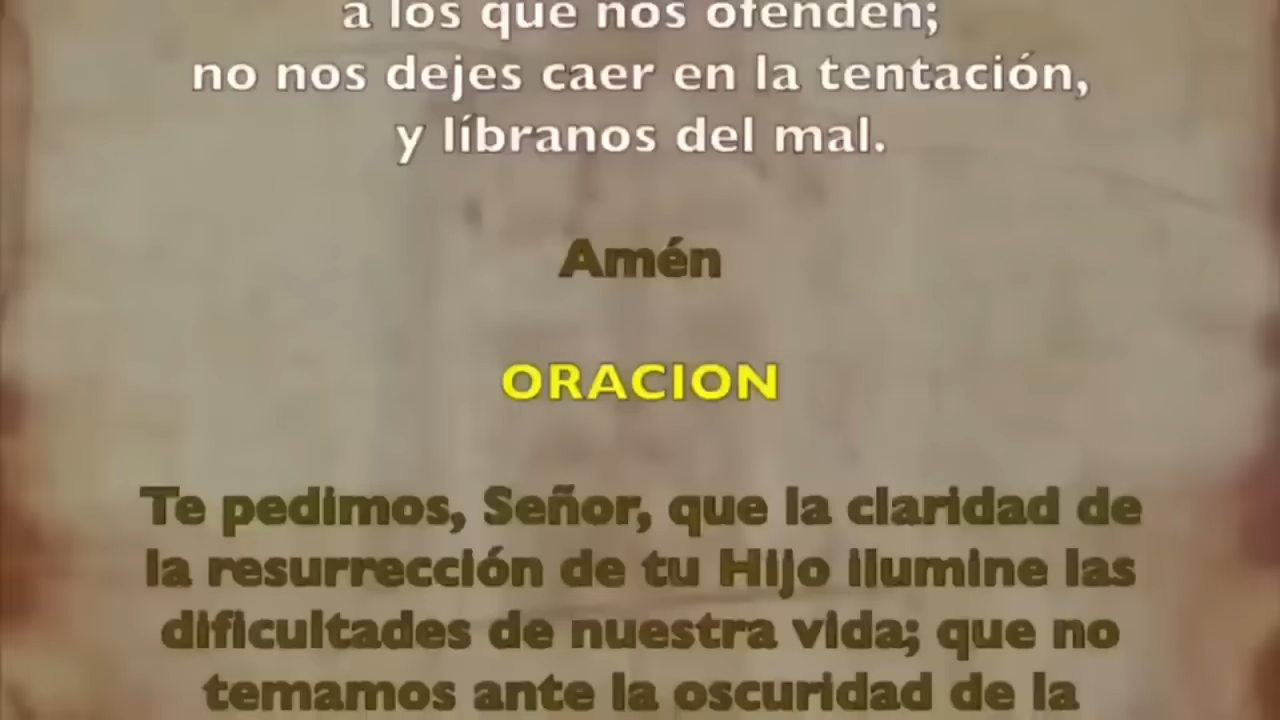 a los que nos ofenden;
no nos dejes caer en la tentación,
y líbranos del mal.
Amén
ORACION
Te pedimos, Señor, que la claridad de
la resurrección de tu Hijo ilumine las
dificultades de nuestra vida; que no
temamos ante la oscuridad de la